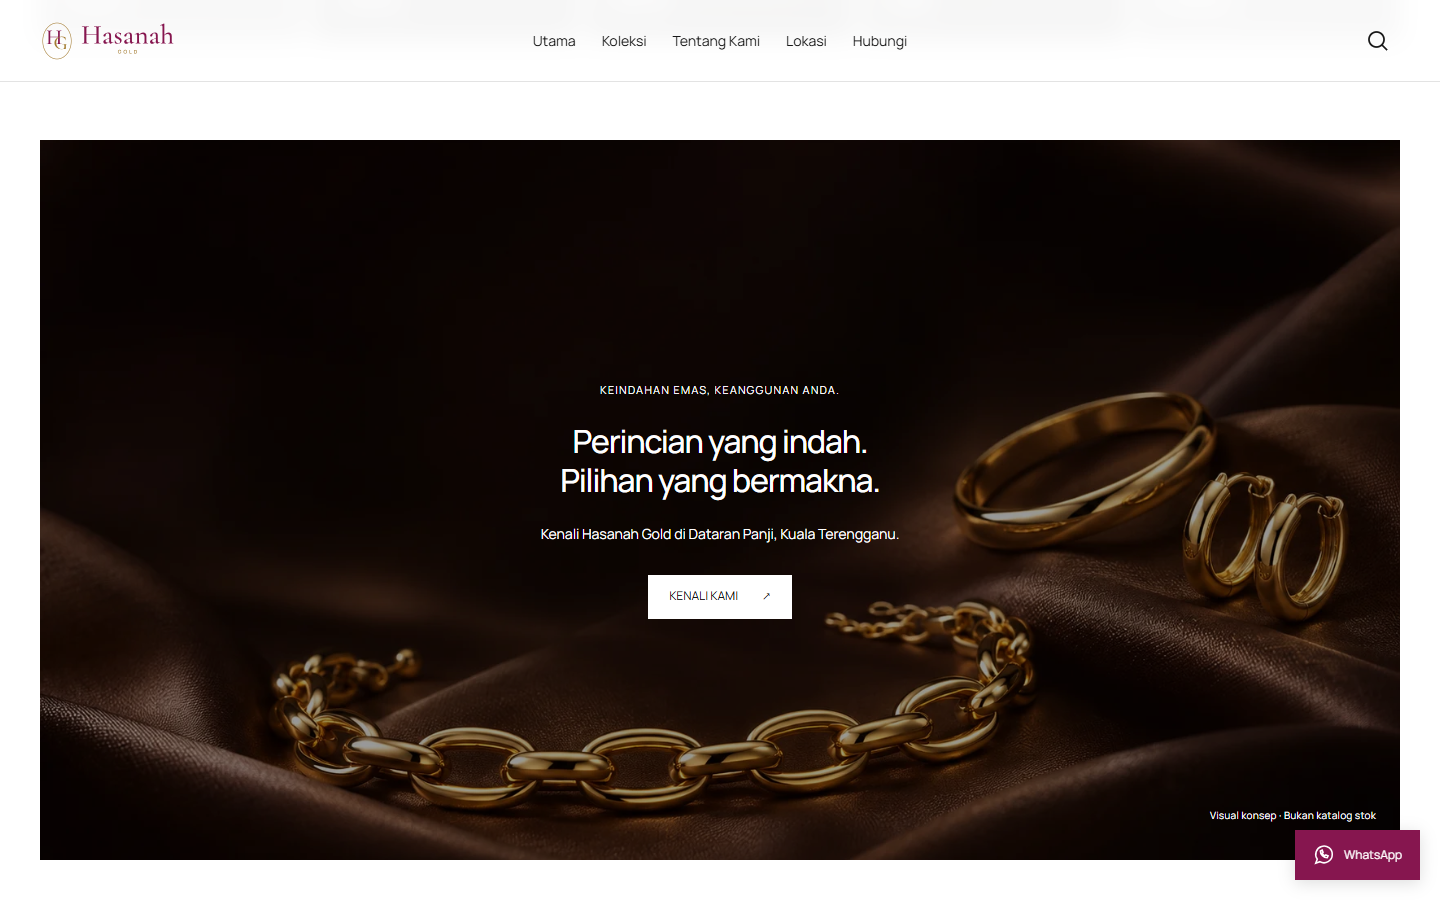 HG
Hasanah
GOLD
Utama
Koleksi
Tentang Kami
Lokasi
Hubungi
KEINDAHAN EMAS, KEANGGUNAN ANDA.
Perincian yang indah.
Pilihan yang bermakna.
Kenali Hasanah Gold di Dataran Panji, Kuala Terengganu.
KENALI KAMI ↗
Visual konsep · Bukan katalog stok
WhatsApp